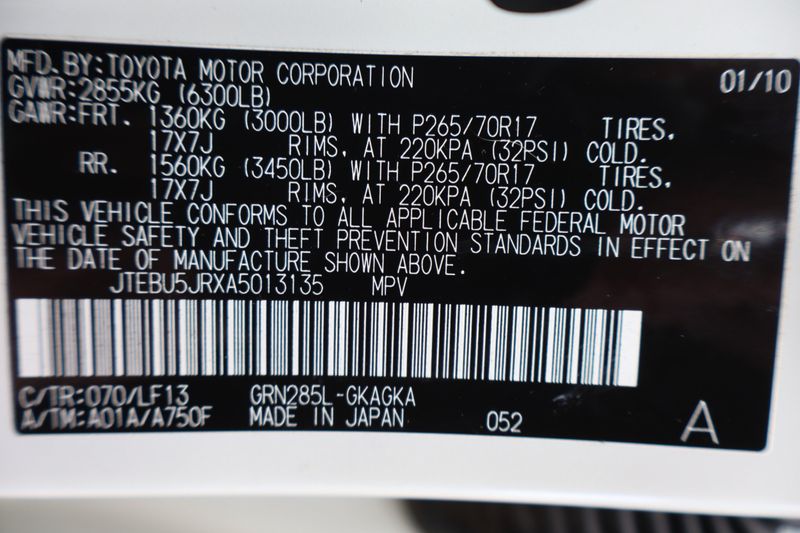 MFD.BY:TOYOTA MOTOR CORPORATION 01/10
GVWR:2855KG (6300LB)
GAWR:FRT. 1360KG (3000LB) WITH P265/70R17 TIRES,
17X7J RIMS, AT 220KPA (32PSI) COLD.
RR. 1560KG (3450LB) WITH P265/70R17 TIRES,
17X7J RIMS, AT 220KPA (32PSI) COLD.
THIS VEHICLE CONFORMS TO ALL APPLICABLE FEDERAL MOTOR
VEHICLE SAFETY AND THEFT PREVENTION STANDARDS IN EFFECT ON
THE DATE OF MANUFACTURE SHOWN ABOVE.
JTEBU5JRXA5013135 MPV
C/TR:070/LF13 GRN285L-GKAGKA
A/TM:A01A/A750F MADE IN JAPAN 052 A